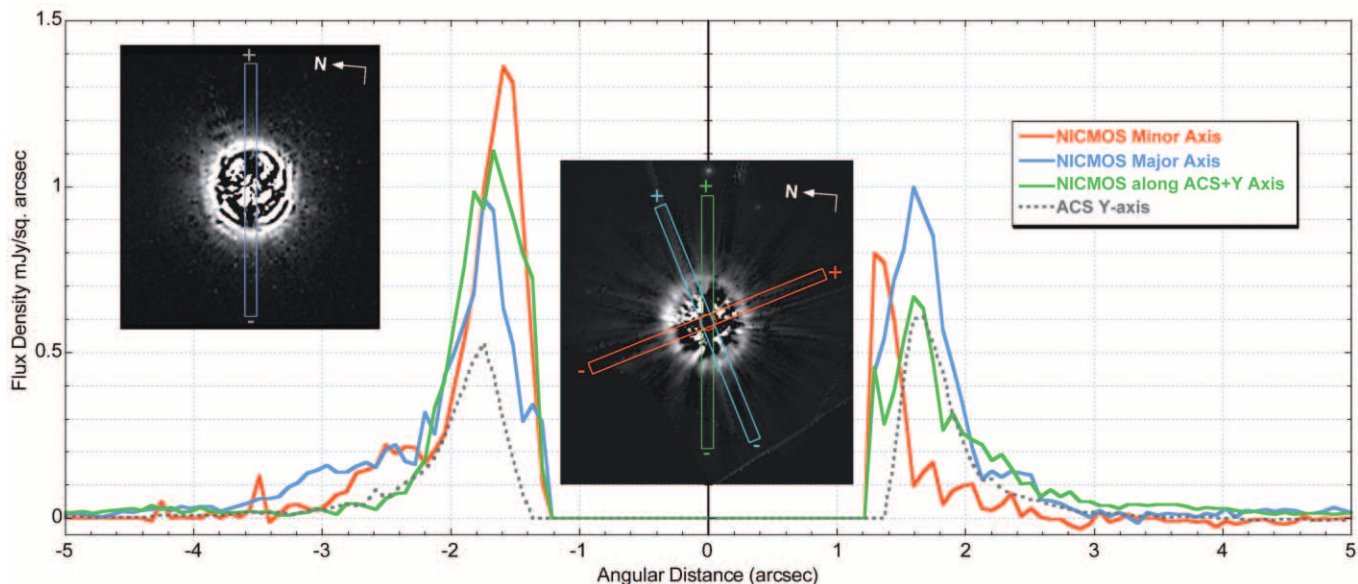 1.5
1
0.5
0
Flux Density mJy/sq. arcsec
+
N
-
+
+
+
N
-
-
-
NICMOS Minor Axis
NICMOS Major Axis
NICMOS along ACS+Y Axis
ACS Y-axis
-5 -4 -3 -2 -1 0 1 2 3 4 5
Angular Distance (arcsec)